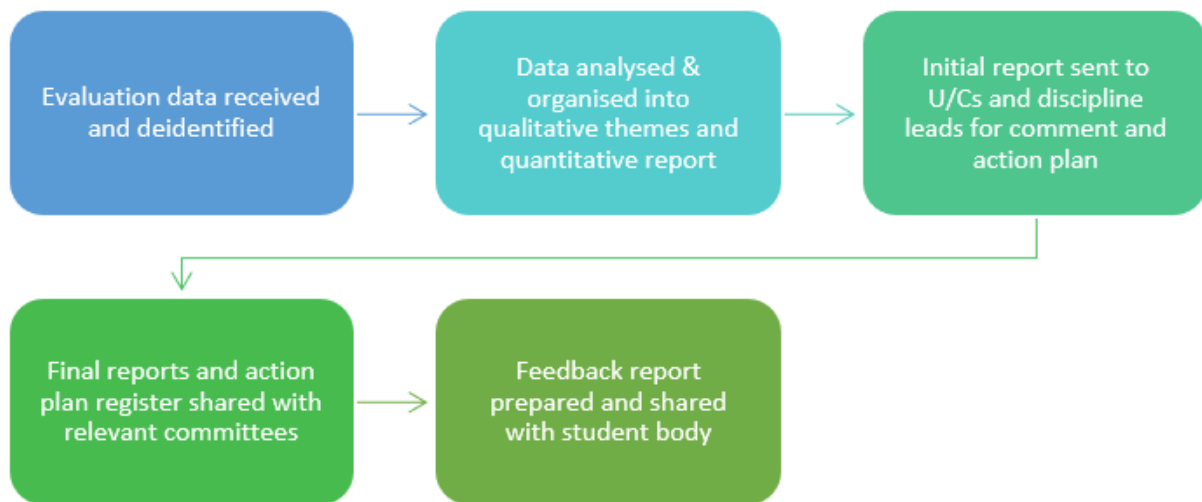 Evaluation data received
and deidentified
Data analysed &
organised into
qualitative themes and
quantitative report
Initial report sent to
U/Cs and discipline
leads for comment and
action plan
Final reports and action
plan register shared with
relevant committees
Feedback report
prepared and shared
with student body